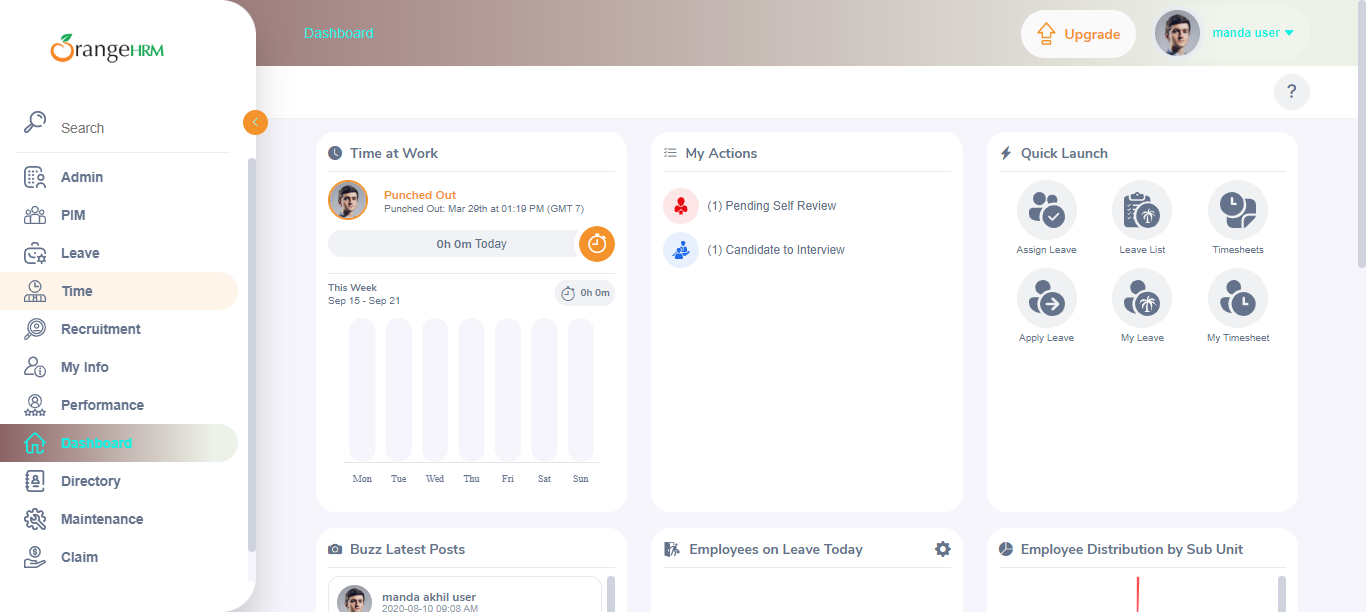 OrangeHRM
Search
Admin
PIM
Leave
Time
Recruitment
My Info
Performance
Dashboard
Directory
Maintenance
Claim
Dashboard
Upgrade
manda user
?
Time at Work
Punched Out
Punched Out: Mar 29th at 01:19 PM (GMT 7)
0h 0m Today
This Week
Sep 15 - Sep 21
0h 0m
Mon Tue Wed Thu Fri Sat Sun
My Actions
(1) Pending Self Review
(1) Candidate to Interview
Quick Launch
Assign Leave Leave List Timesheets
Apply Leave My Leave My Timesheet
Buzz Latest Posts
manda akhil user
2020-08-10 09:08 AM
Employees on Leave Today
Employee Distribution by Sub Unit